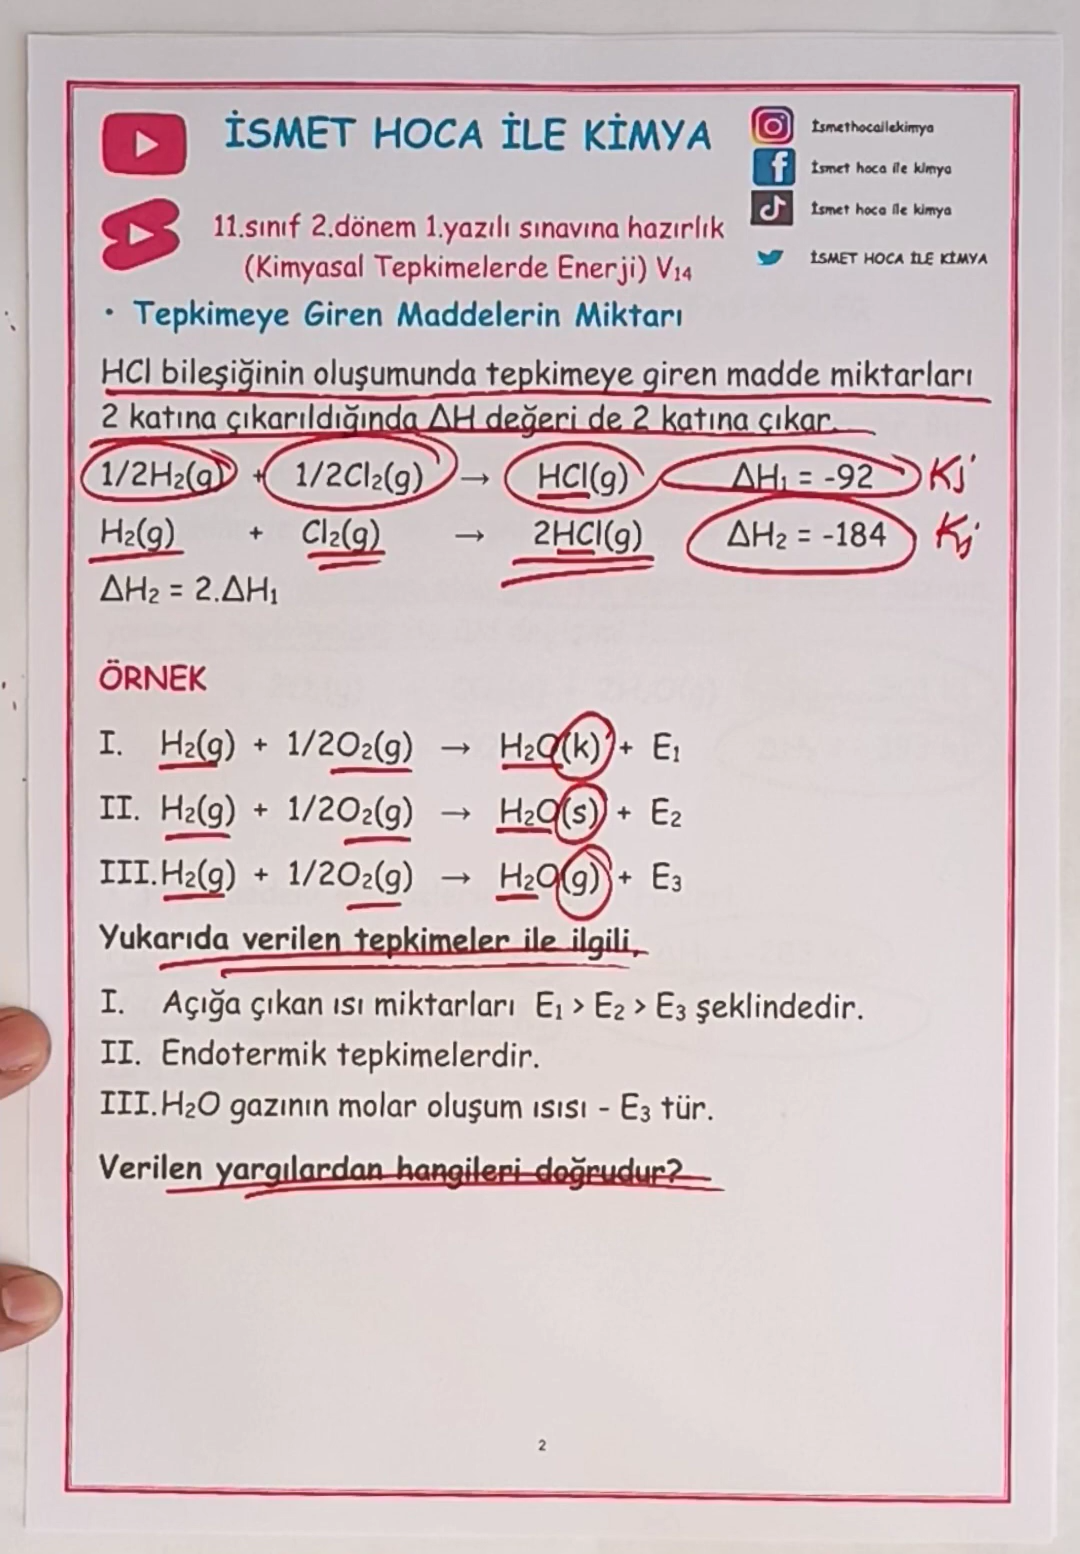 İSMET HOCA İLE KİMYA
İsmethocailekimya
İsmet hoca ile kimya
İsmet hoca ile kimya
İSMET HOCA İLE KİMYA
11.sınıf 2.dönem 1.yazılı sınavına hazırlık
(Kimyasal Tepkimelerde Enerji) V14
• Tepkimeye Giren Maddelerin Miktarı
HCl bileşiğinin oluşumunda tepkimeye giren madde miktarları
2 katına çıkarıldığında ΔH değeri de 2 katına çıkar.
1/2H₂(g) + 1/2Cl₂(g) → HCl(g) ΔH₁ = -92 Kj
H₂(g) + Cl₂(g) → 2HCl(g) ΔH₂ = -184 Kj
ΔH₂ = 2.ΔH₁
ÖRNEK
I. H₂(g) + 1/2O₂(g) → H₂O(k) + E₁
II. H₂(g) + 1/2O₂(g) → H₂O(s) + E₂
III. H₂(g) + 1/2O₂(g) → H₂O(g) + E₃
Yukarıda verilen tepkimeler ile ilgili,
I. Açığa çıkan ısı miktarları E₁ > E₂ > E₃ şeklindedir.
II. Endotermik tepkimelerdir.
III. H₂O gazının molar oluşum ısısı - E₃ tür.
Verilen yargılardan hangileri doğrudur?
2